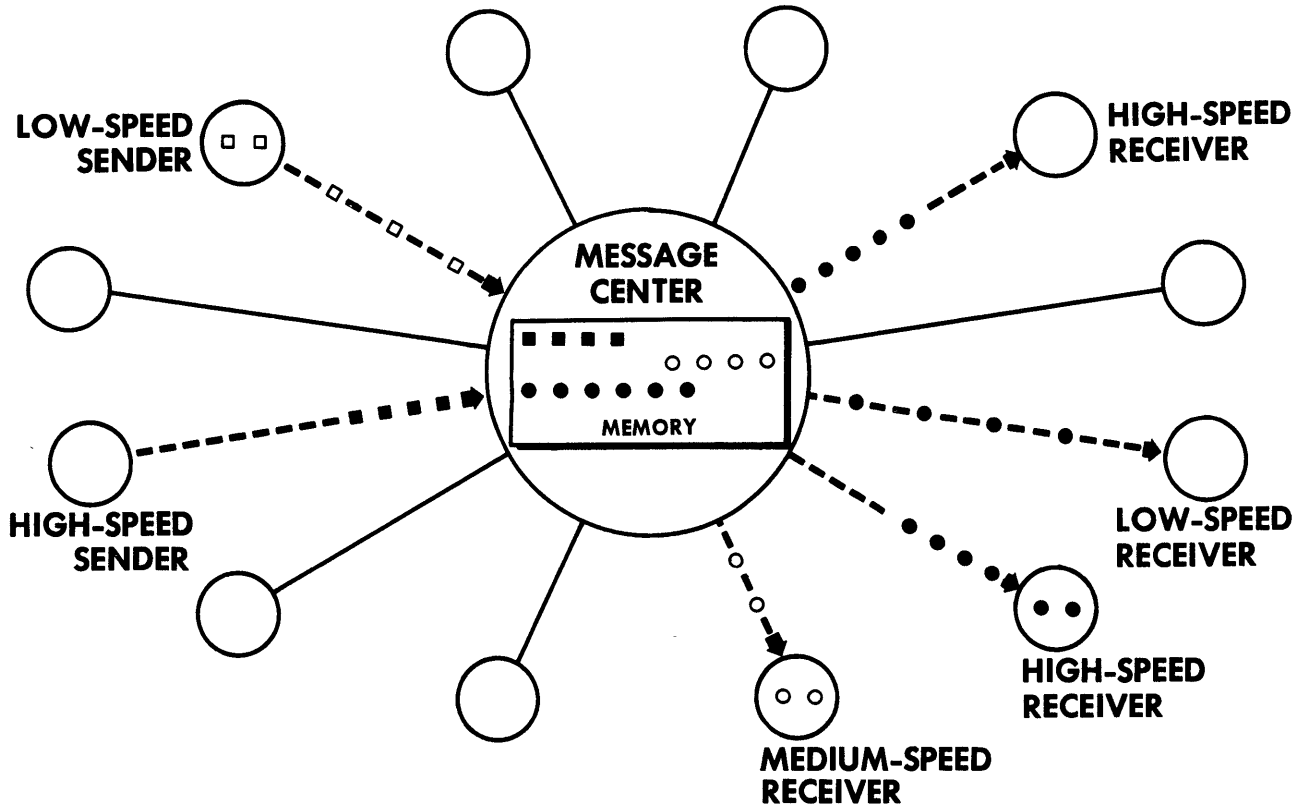 LOW-SPEED
SENDER
HIGH-SPEED
RECEIVER
MESSAGE
CENTER
MEMORY
HIGH-SPEED
SENDER
LOW-SPEED
RECEIVER
HIGH-SPEED
RECEIVER
MEDIUM-SPEED
RECEIVER